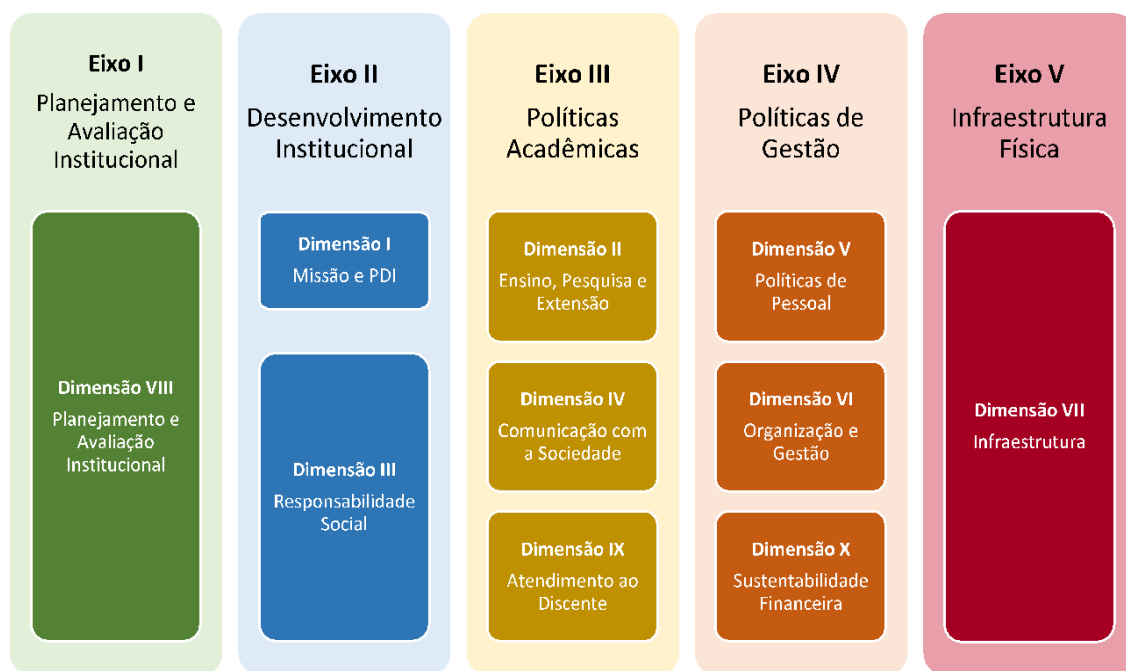 Eixo I
Planejamento e
Avaliação
Institucional
Dimensão VIII
Planejamento e
Avaliação
Institucional
Eixo II
Desenvolvimento
Institucional
Dimensão I
Missão e PDI
Dimensão III
Responsabilidade
Social
Eixo III
Políticas
Acadêmicas
Dimensão II
Ensino, Pesquisa e
Extensão
Dimensão IV
Comunicação com
a Sociedade
Dimensão IX
Atendimento ao
Discente
Eixo IV
Políticas de
Gestão
Dimensão V
Políticas de
Pessoal
Dimensão VI
Organização e
Gestão
Dimensão X
Sustentabilidade
Financeira
Eixo V
Infraestrutura
Física
Dimensão VII
Infraestrutura